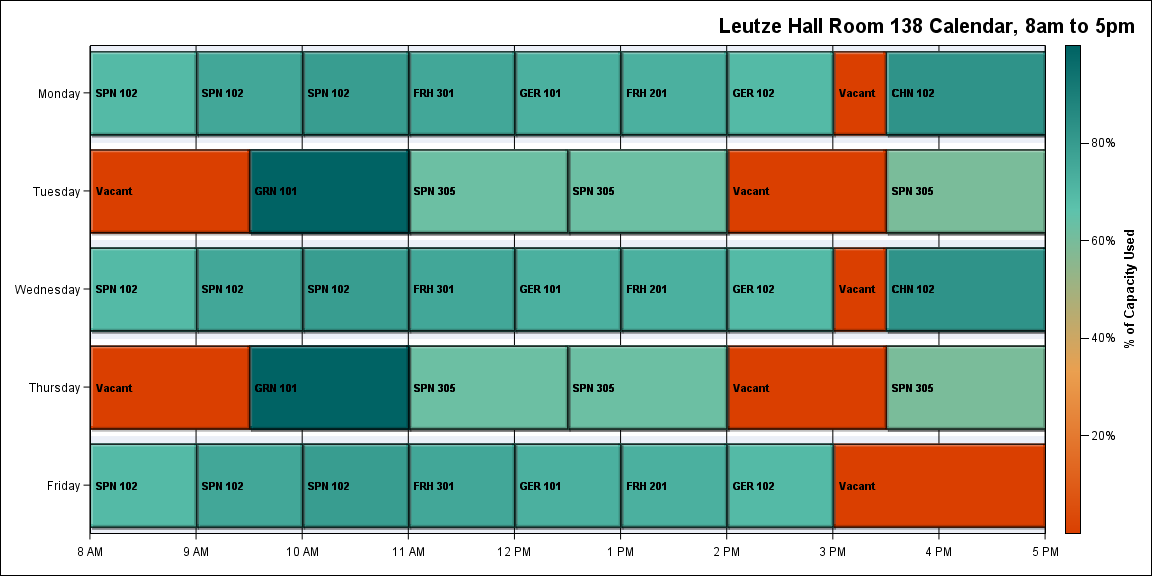 Leutze Hall Room 138 Calendar, 8am to 5pm
Monday
SPN 102
SPN 102
SPN 102
FRH 301
GER 101
FRH 201
GER 102
Vacant
CHN 102
Tuesday
Vacant
GRN 101
SPN 305
SPN 305
Vacant
SPN 305
Wednesday
SPN 102
SPN 102
SPN 102
FRH 301
GER 101
FRH 201
GER 102
Vacant
CHN 102
Thursday
Vacant
GRN 101
SPN 305
SPN 305
Vacant
SPN 305
Friday
SPN 102
SPN 102
SPN 102
FRH 301
GER 101
FRH 201
GER 102
Vacant
8 AM
9 AM
10 AM
11 AM
12 PM
1 PM
2 PM
3 PM
4 PM
5 PM
80%
60%
40%
20%
% of Capacity Used